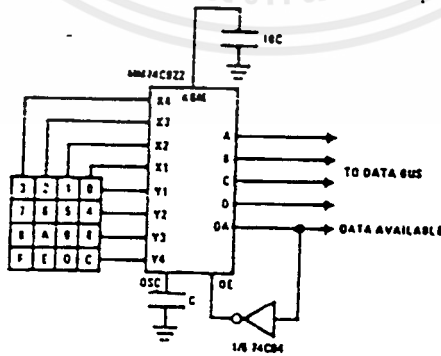 10C
MM74C922
KBM
X4
X3
X2
X1
Y1
Y2
Y3
Y4
A
B
C
D
DA
TO DATA BUS
DATA AVAILABLE
3 2 1 0
7 6 5 4
B A 9 8
F E D C
OSC
OE
C
1/6 74C04